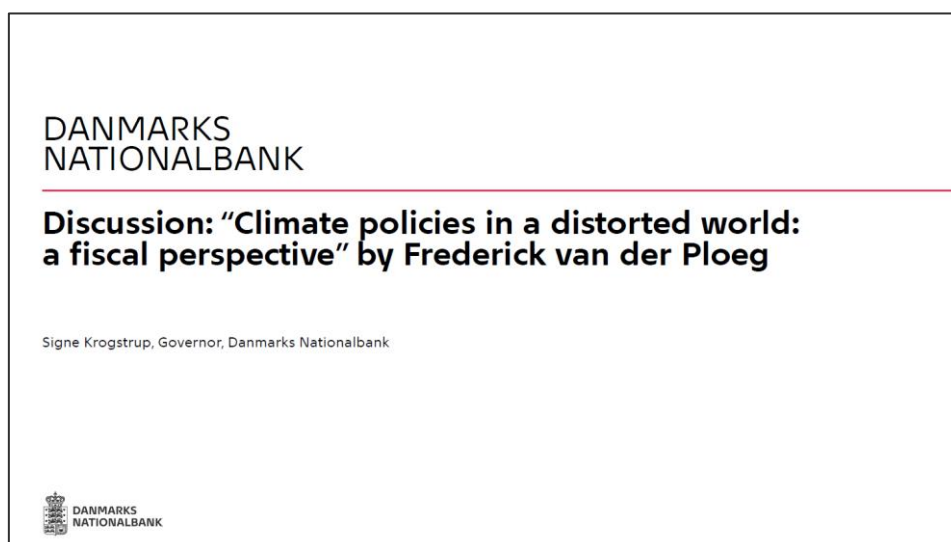 DANMARKS
NATIONALBANK
Discussion: “Climate policies in a distorted world:
a fiscal perspective” by Frederick van der Ploeg
Signe Krogstrup, Governor, Danmarks Nationalbank
DANMARKS
NATIONALBANK